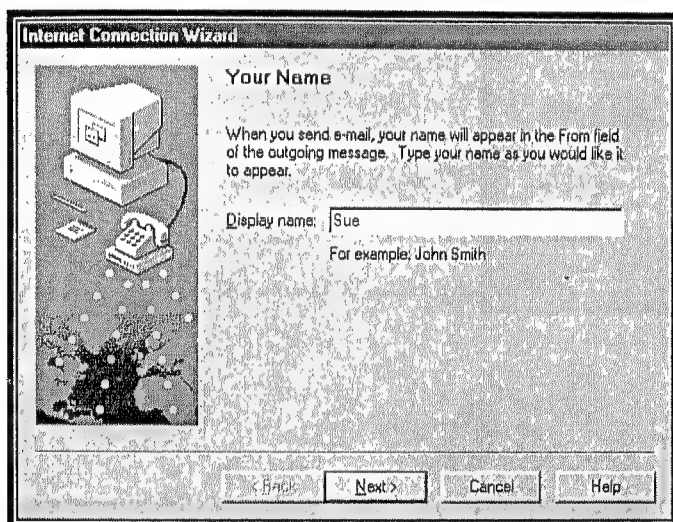 Internet Connection Wizard
Your Name
When you send e-mail, your name will appear in the From field
of the outgoing message. Type your name as you would like it
to appear.
Display name: Sue
For example: John Smith
< Back Next > Cancel Help